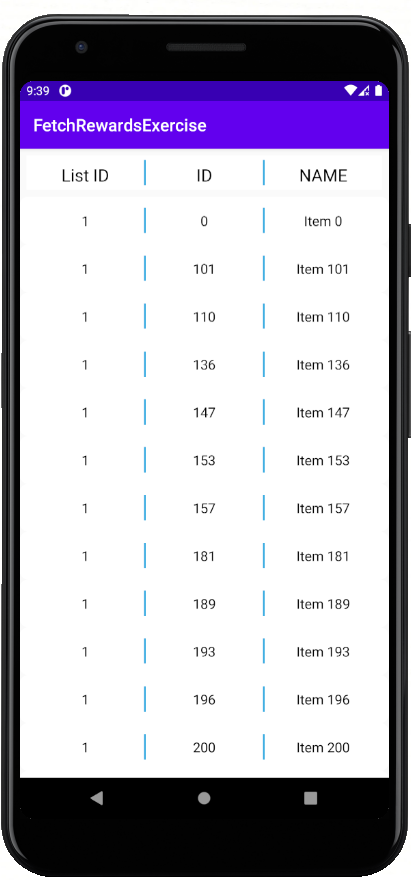 9:39
FetchRewardsExercise
List ID ID NAME
1 0 Item 0
1 101 Item 101
1 110 Item 110
1 136 Item 136
1 147 Item 147
1 153 Item 153
1 157 Item 157
1 181 Item 181
1 189 Item 189
1 193 Item 193
1 196 Item 196
1 200 Item 200